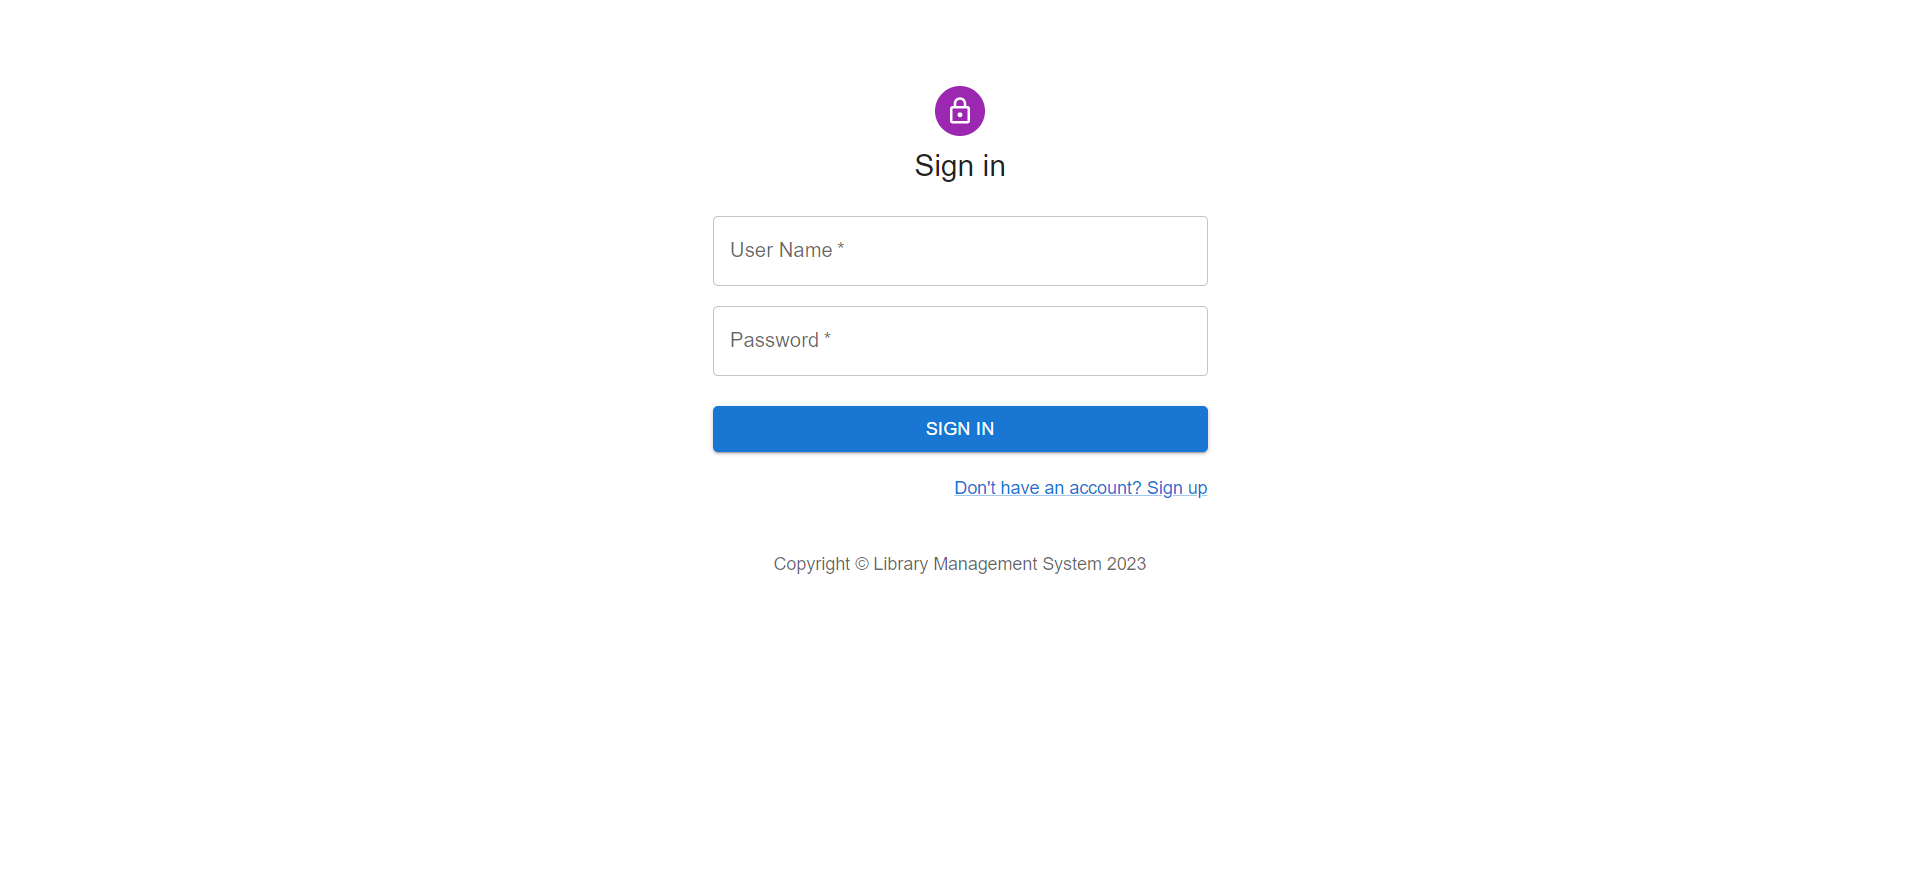 Sign in
User Name *
Password *
SIGN IN
Don't have an account? Sign up
Copyright © Library Management System 2023